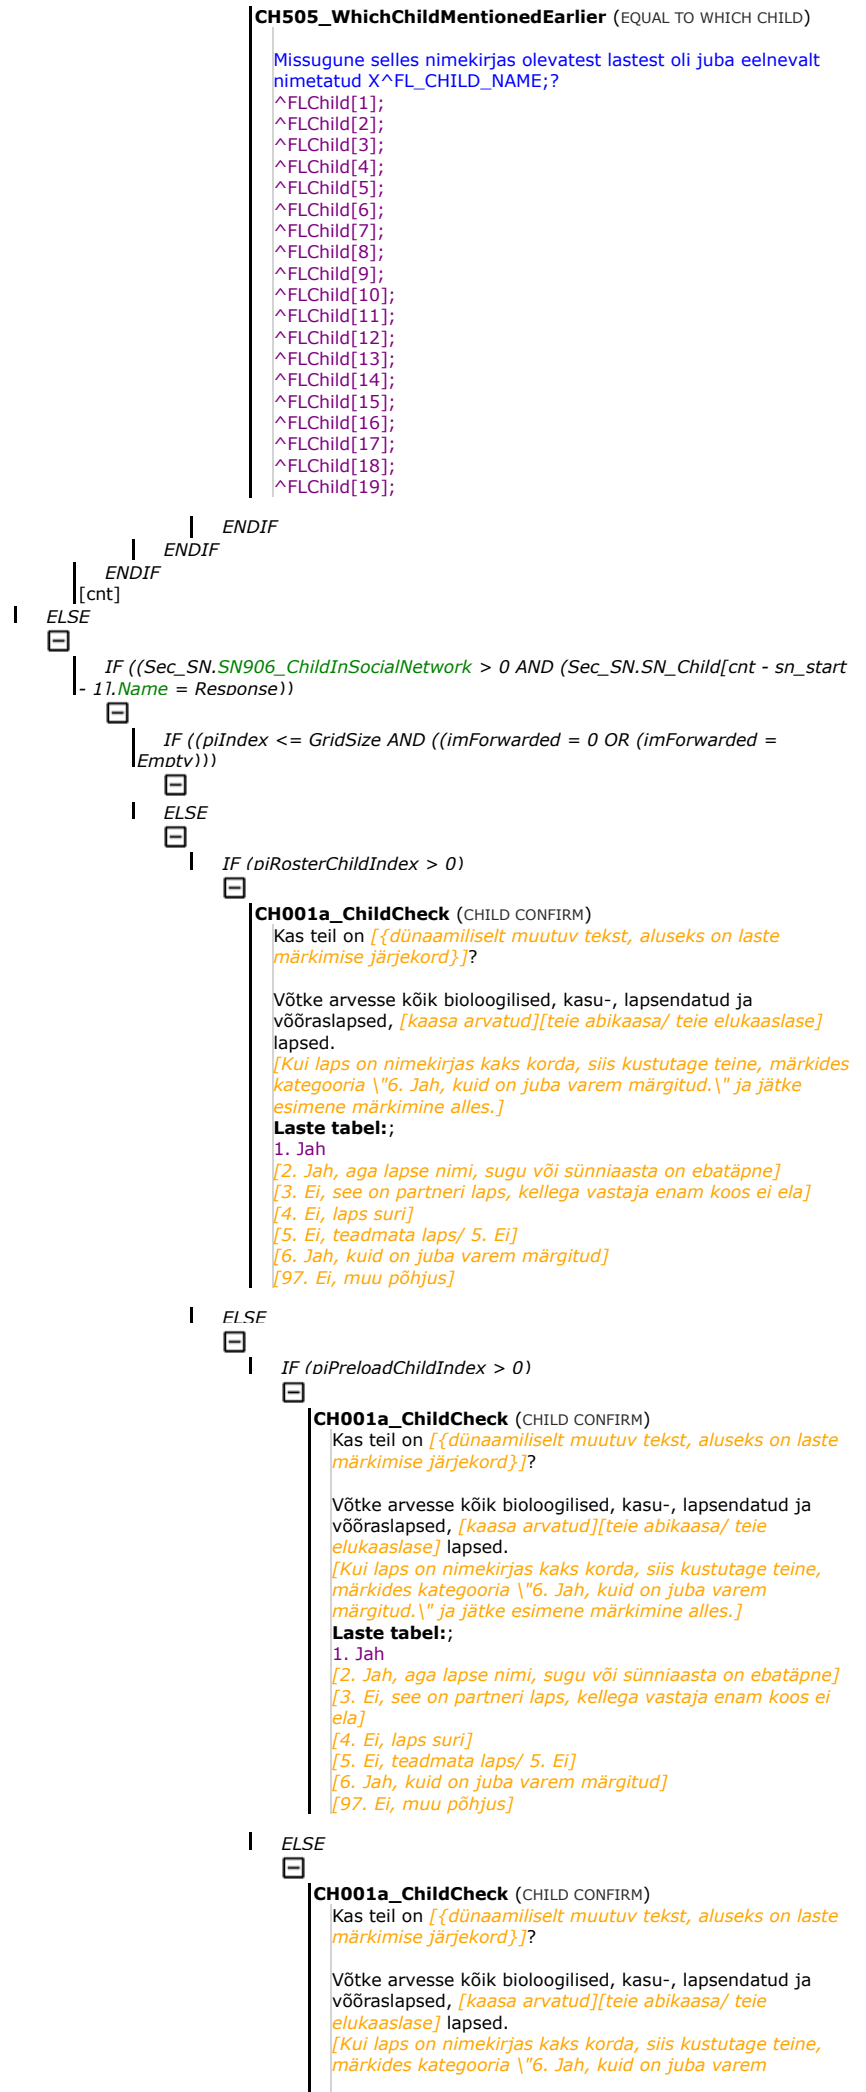 CH505_WhichChildMentionedEarlier (EQUAL TO WHICH CHILD)
Missugune selles nimekirjas olevatest lastest oli juba eelnevalt
nimetatud X^FL_CHILD_NAME;?
^FLChild[1];
^FLChild[2];
^FLChild[3];
^FLChild[4];
^FLChild[5];
^FLChild[6];
^FLChild[7];
^FLChild[8];
^FLChild[9];
^FLChild[10];
^FLChild[11];
^FLChild[12];
^FLChild[13];
^FLChild[14];
^FLChild[15];
^FLChild[16];
^FLChild[17];
^FLChild[18];
^FLChild[19];
ENDIF
ENDIF
ENDIF
[cnt]
ELSE
IF ((Sec_SN.SN906_ChildInSocialNetwork > 0 AND (Sec_SN.SN_Child[cnt - sn_start
- 1].Name = Response))
IF ((piIndex <= GridSize AND ((imForwarded = 0 OR (imForwarded =
Empty)))
ELSE
IF (piRosterChildIndex > 0)
CH001a_ChildCheck (CHILD CONFIRM)
Kas teil on [{dünaamiliselt muutuv tekst, aluseks on laste
märkimise järjekord}]?
Võtke arvesse kõik bioloogilised, kasu-, lapsendatud ja
võõraslapsed, [kaasa arvatud][teie abikaasa/ teie elukaaslase]
lapsed.
[Kui laps on nimekirjas kaks korda, siis kustutage teine, märkides
kategooria \"6. Jah, kuid on juba varem märgitud.\" ja jätke
esimene märkimine alles.]
Laste tabel:;
1. Jah
[2. Jah, aga lapse nimi, sugu või sünniaasta on ebatäpne]
[3. Ei, see on partneri laps, kellega vastaja enam koos ei ela]
[4. Ei, laps suri]
[5. Ei, teadmata laps/ 5. Ei]
[6. Jah, kuid on juba varem märgitud]
[97. Ei, muu põhjus]
ELSE
IF (piPreloadChildIndex > 0)
CH001a_ChildCheck (CHILD CONFIRM)
Kas teil on [{dünaamiliselt muutuv tekst, aluseks on laste
märkimise järjekord}]?
Võtke arvesse kõik bioloogilised, kasu-, lapsendatud ja
võõraslapsed, [kaasa arvatud][teie abikaasa/ teie
elukaaslase] lapsed.
[Kui laps on nimekirjas kaks korda, siis kustutage teine,
märkides kategooria \"6. Jah, kuid on juba varem
märgitud.\" ja jätke esimene märkimine alles.]
Laste tabel:;
1. Jah
[2. Jah, aga lapse nimi, sugu või sünniaasta on ebatäpne]
[3. Ei, see on partneri laps, kellega vastaja enam koos ei
ela]
[4. Ei, laps suri]
[5. Ei, teadmata laps/ 5. Ei]
[6. Jah, kuid on juba varem märgitud]
[97. Ei, muu põhjus]
ELSE
CH001a_ChildCheck (CHILD CONFIRM)
Kas teil on [{dünaamiliselt muutuv tekst, aluseks on laste
märkimise järjekord}]?
Võtke arvesse kõik bioloogilised, kasu-, lapsendatud ja
võõraslapsed, [kaasa arvatud][teie abikaasa/ teie
elukaaslase] lapsed.
[Kui laps on nimekirjas kaks korda, siis kustutage teine,
märkides kategooria \"6. Jah, kuid on juba varem